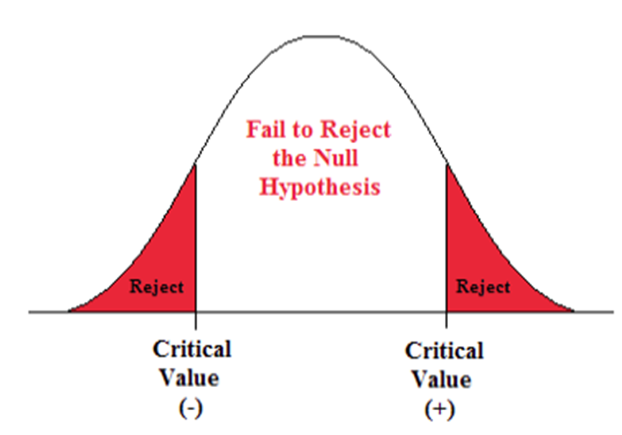 Fail to Reject
the Null
Hypothesis
Reject
Reject
Critical
Value
(-)
Critical
Value
(+)